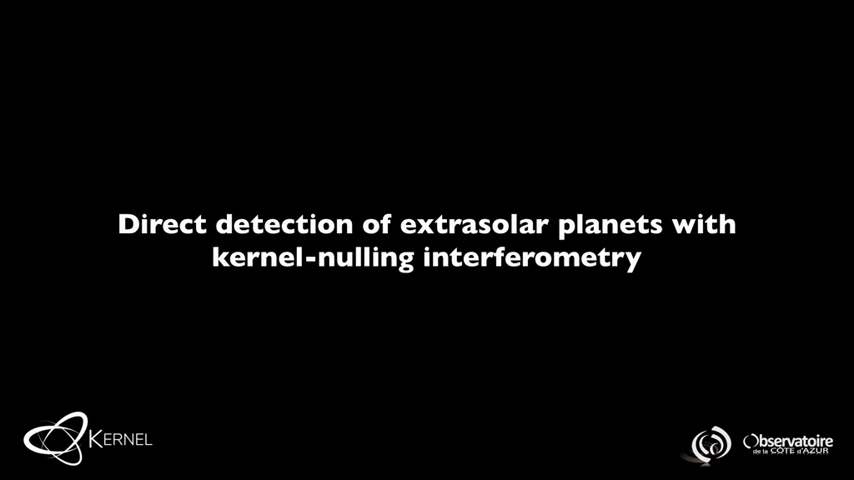 Direct detection of extrasolar planets with
kernel-nulling interferometry
KERNEL
Observatoire
de la CÔTE d'AZUR